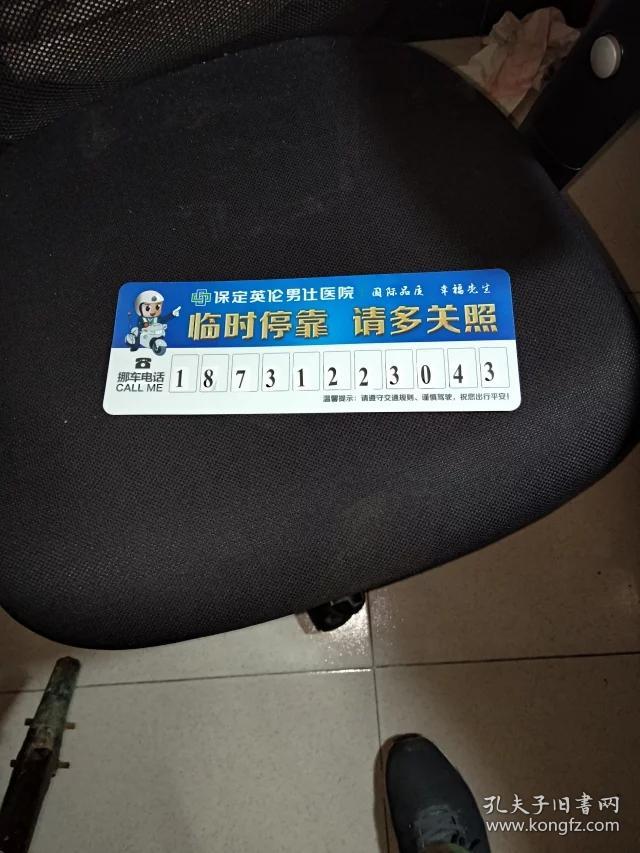 保定英伦男仕医院 国际品质 幸福先生
临时停靠 请多关照
挪车电话 18731223043
CALL ME
温馨提示：请遵守交通规则、谨慎驾驶，祝您出行平安！
孔夫子旧书网
www.kongfz.com